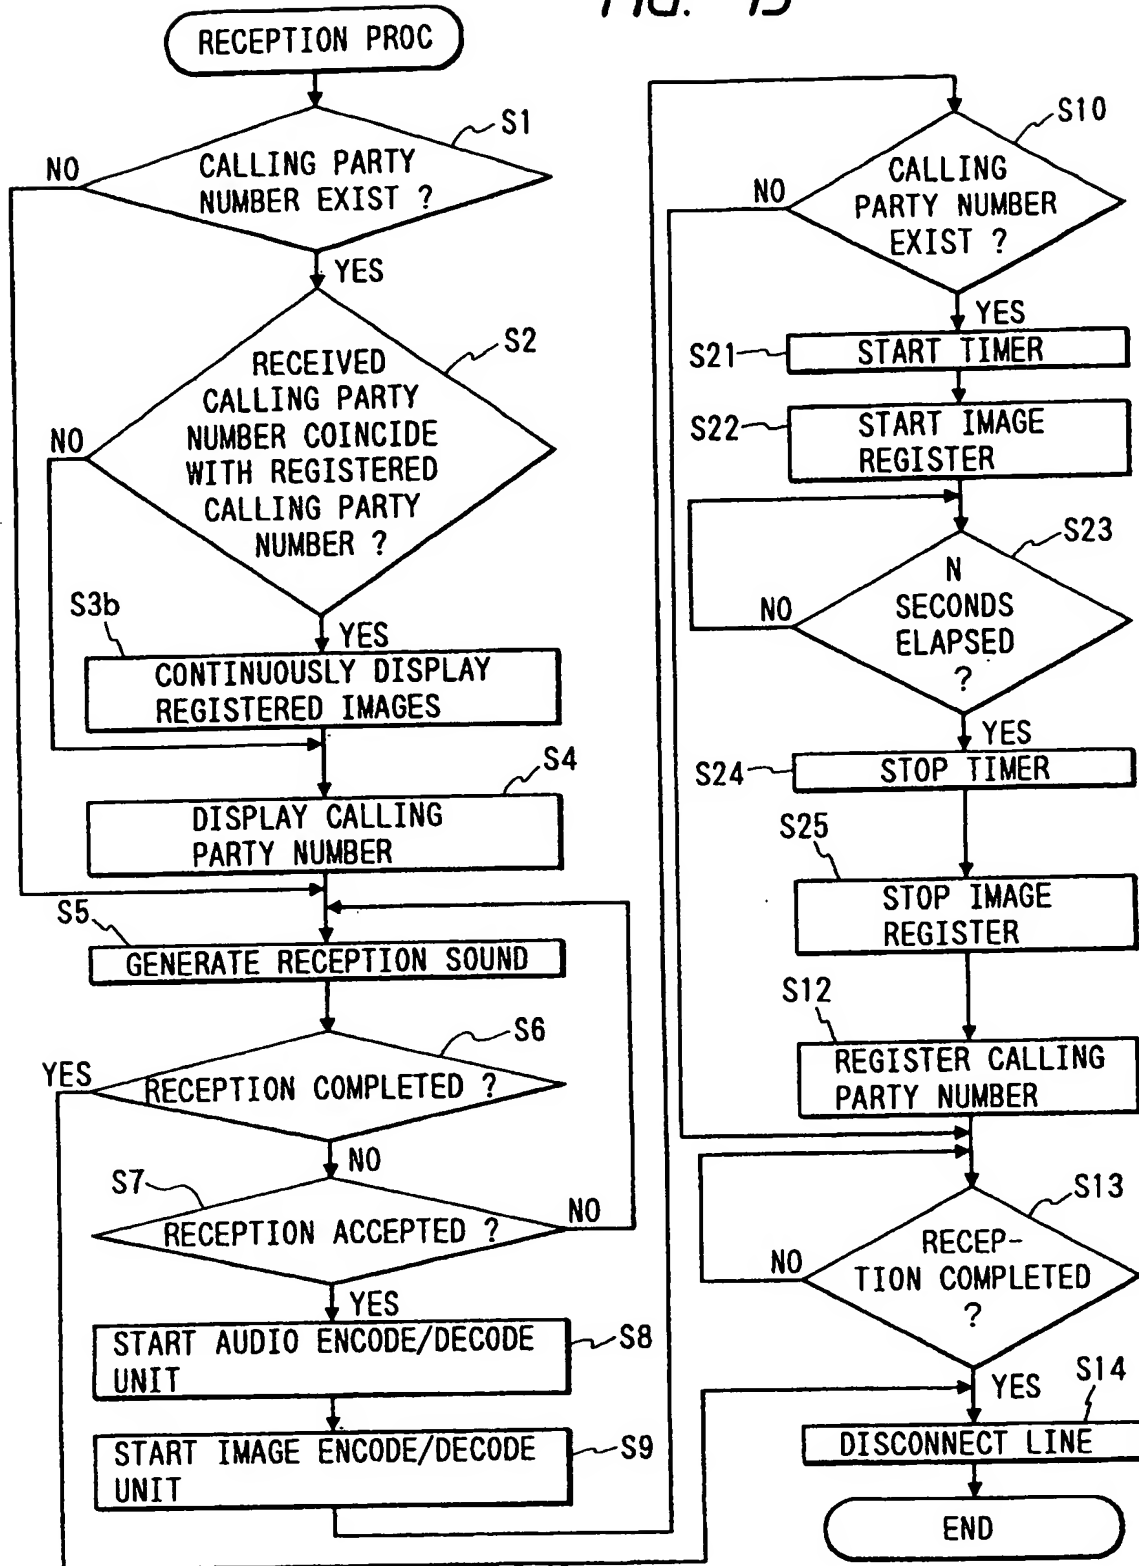 FIG. 13
RECEPTION PROC
S1
CALLING PARTY
NUMBER EXIST ?
NO
YES
S2
RECEIVED
CALLING PARTY
NUMBER COINCIDE
WITH REGISTERED
CALLING PARTY
NUMBER ?
NO
S3b
YES
CONTINUOUSLY DISPLAY
REGISTERED IMAGES
S4
DISPLAY CALLING
PARTY NUMBER
S5
GENERATE RECEPTION SOUND
S6
YES
RECEPTION COMPLETED ?
NO
S7
RECEPTION ACCEPTED ?
NO
YES
START AUDIO ENCODE/DECODE
UNIT
S8
START IMAGE ENCODE/DECODE
UNIT
S9
S10
CALLING
PARTY NUMBER
EXIST ?
NO
YES
S21
START TIMER
S22
START IMAGE
REGISTER
S23
N
SECONDS
ELAPSED
?
NO
YES
S24
STOP TIMER
S25
STOP IMAGE
REGISTER
S12
REGISTER CALLING
PARTY NUMBER
S13
RECEP-
TION COMPLETED
?
NO
YES
S14
DISCONNECT LINE
END